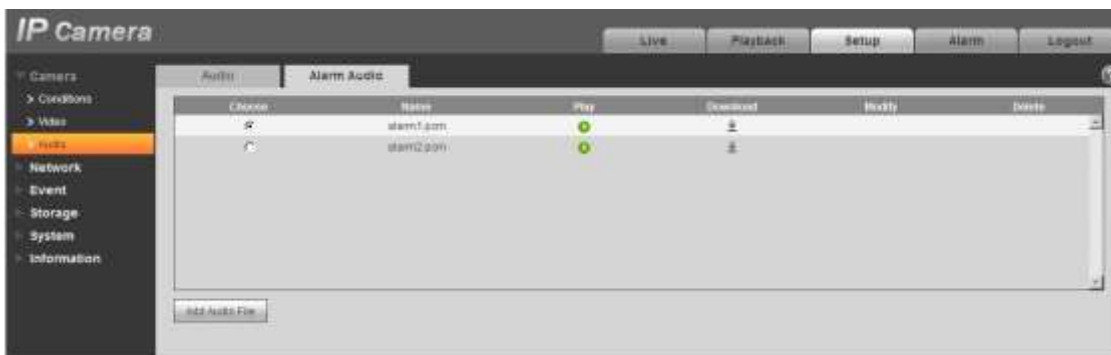 IP Camera
Live Playback Setup Alarm Logout
Camera
Conditions
Video
Audio
Network
Event
Storage
System
Information
Audio Alarm Audio
Choose Name Play Download Modify Delete
alarm1.pcm
alarm2.pcm
Add Audio File